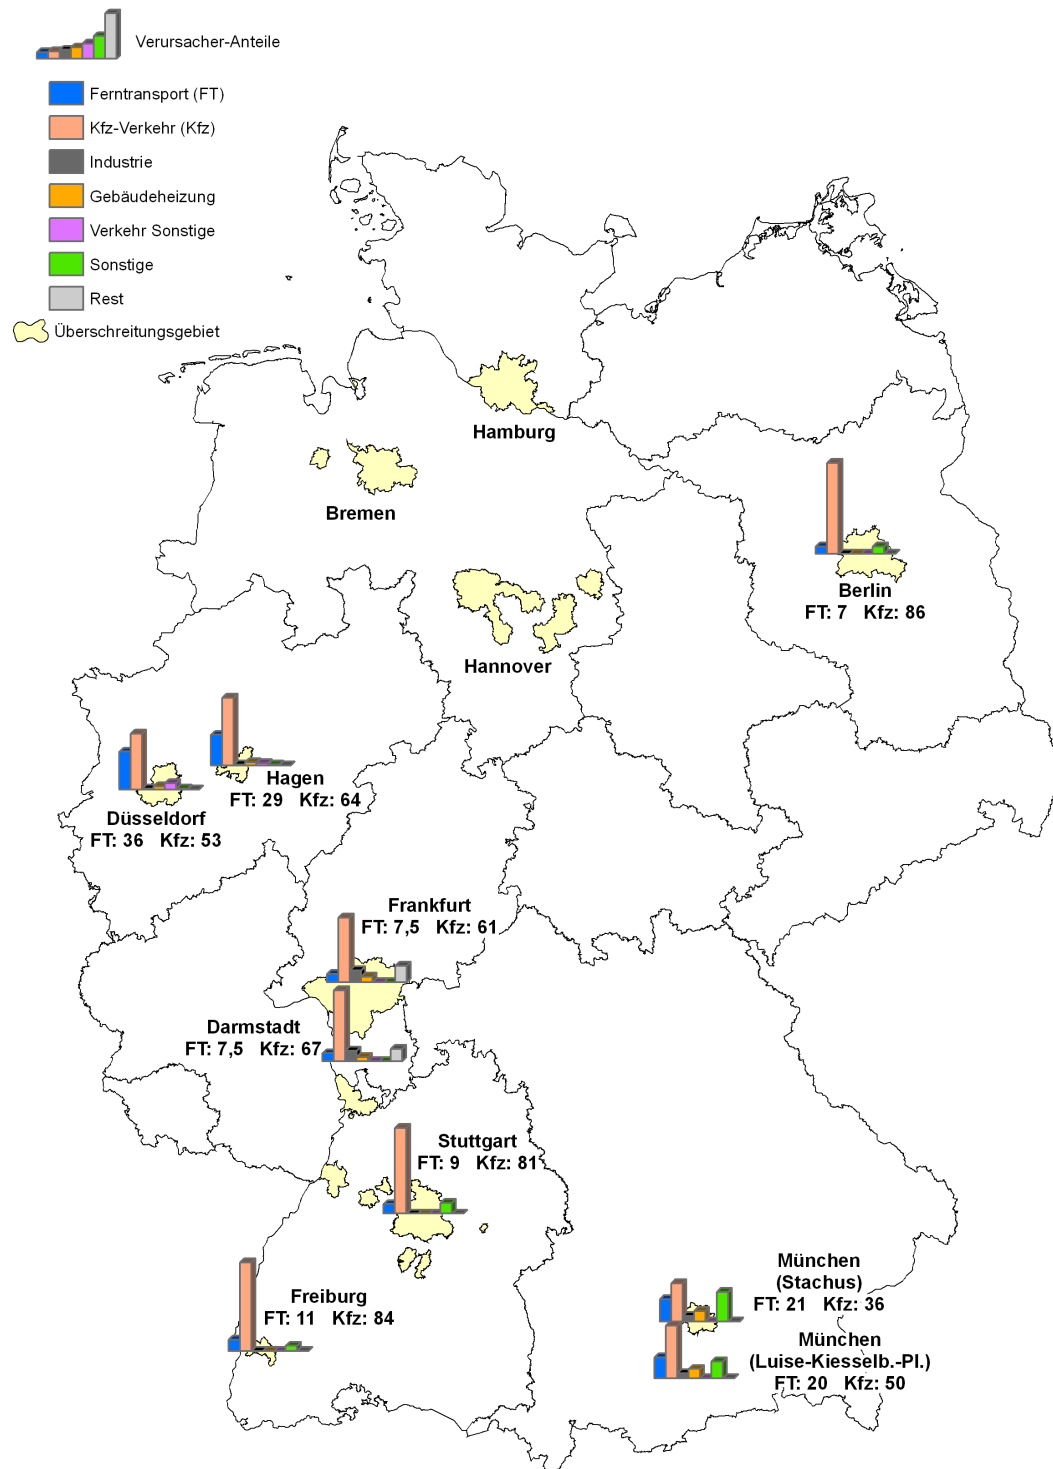 Verursacher-Anteile
Ferntransport (FT)
Kfz-Verkehr (Kfz)
Industrie
Gebäudeheizung
Verkehr Sonstige
Sonstige
Rest
Überschreitungsgebiet
Hamburg
Bremen
Berlin
FT: 7 Kfz: 86
Hannover
Hagen
FT: 29 Kfz: 64
Düsseldorf
FT: 36 Kfz: 53
Frankfurt
FT: 7,5 Kfz: 61
Darmstadt
FT: 7,5 Kfz: 67
Stuttgart
FT: 9 Kfz: 81
Freiburg
FT: 11 Kfz: 84
München
(Stachus)
FT: 21 Kfz: 36
München
(Luise-Kiesselb.-Pl.)
FT: 20 Kfz: 50